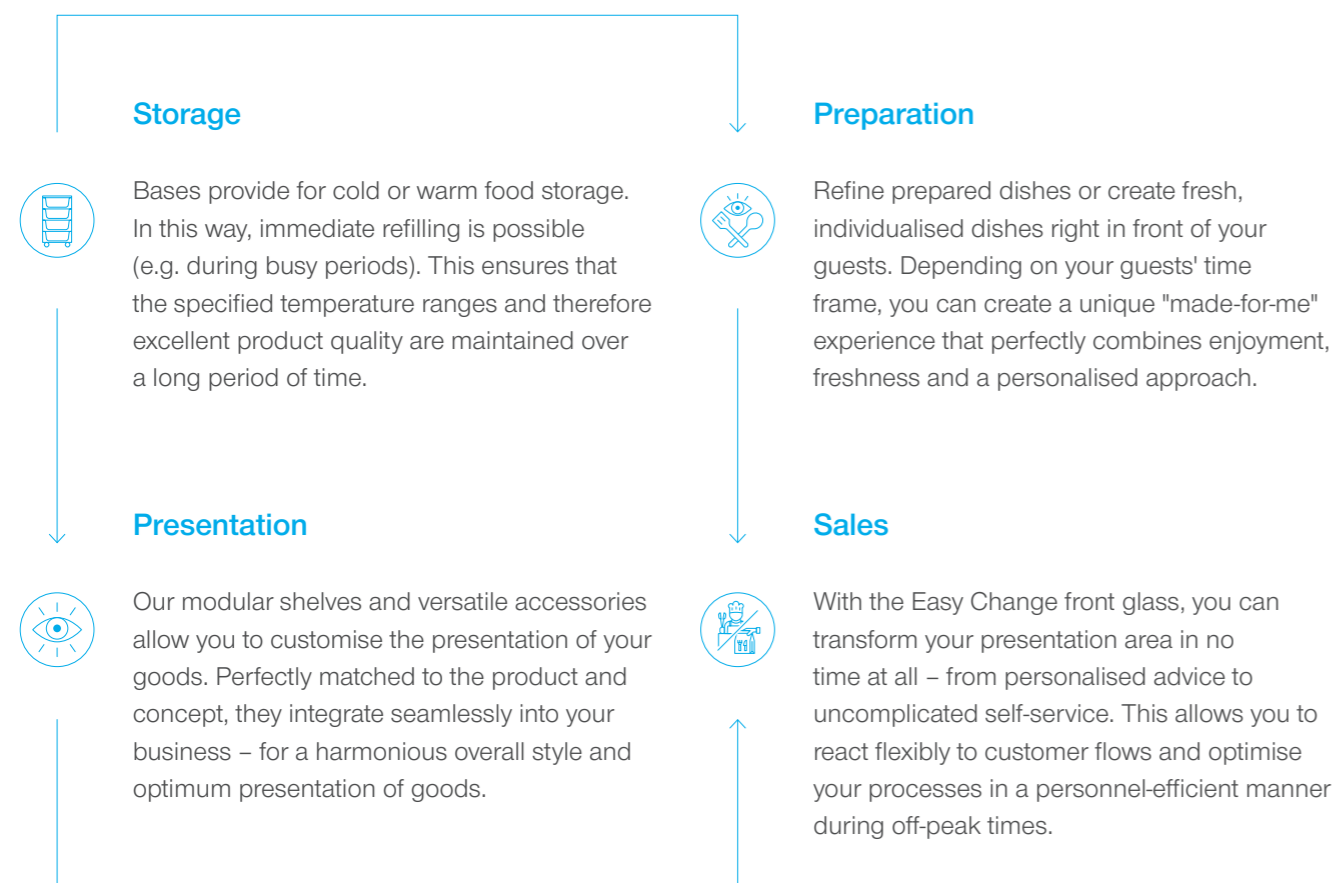 Storage
Bases provide for cold or warm food storage.
In this way, immediate refilling is possible
(e.g. during busy periods). This ensures that
the specified temperature ranges and therefore
excellent product quality are maintained over
a long period of time.
Preparation
Refine prepared dishes or create fresh,
individualised dishes right in front of your
guests. Depending on your guests' time
frame, you can create a unique "made-for-me"
experience that perfectly combines enjoyment,
freshness and a personalised approach.
Presentation
Our modular shelves and versatile accessories
allow you to customise the presentation of your
goods. Perfectly matched to the product and
concept, they integrate seamlessly into your
business – for a harmonious overall style and
optimum presentation of goods.
Sales
With the Easy Change front glass, you can
transform your presentation area in no
time at all – from personalised advice to
uncomplicated self-service. This allows you to
react flexibly to customer flows and optimise
your processes in a personnel-efficient manner
during off-peak times.